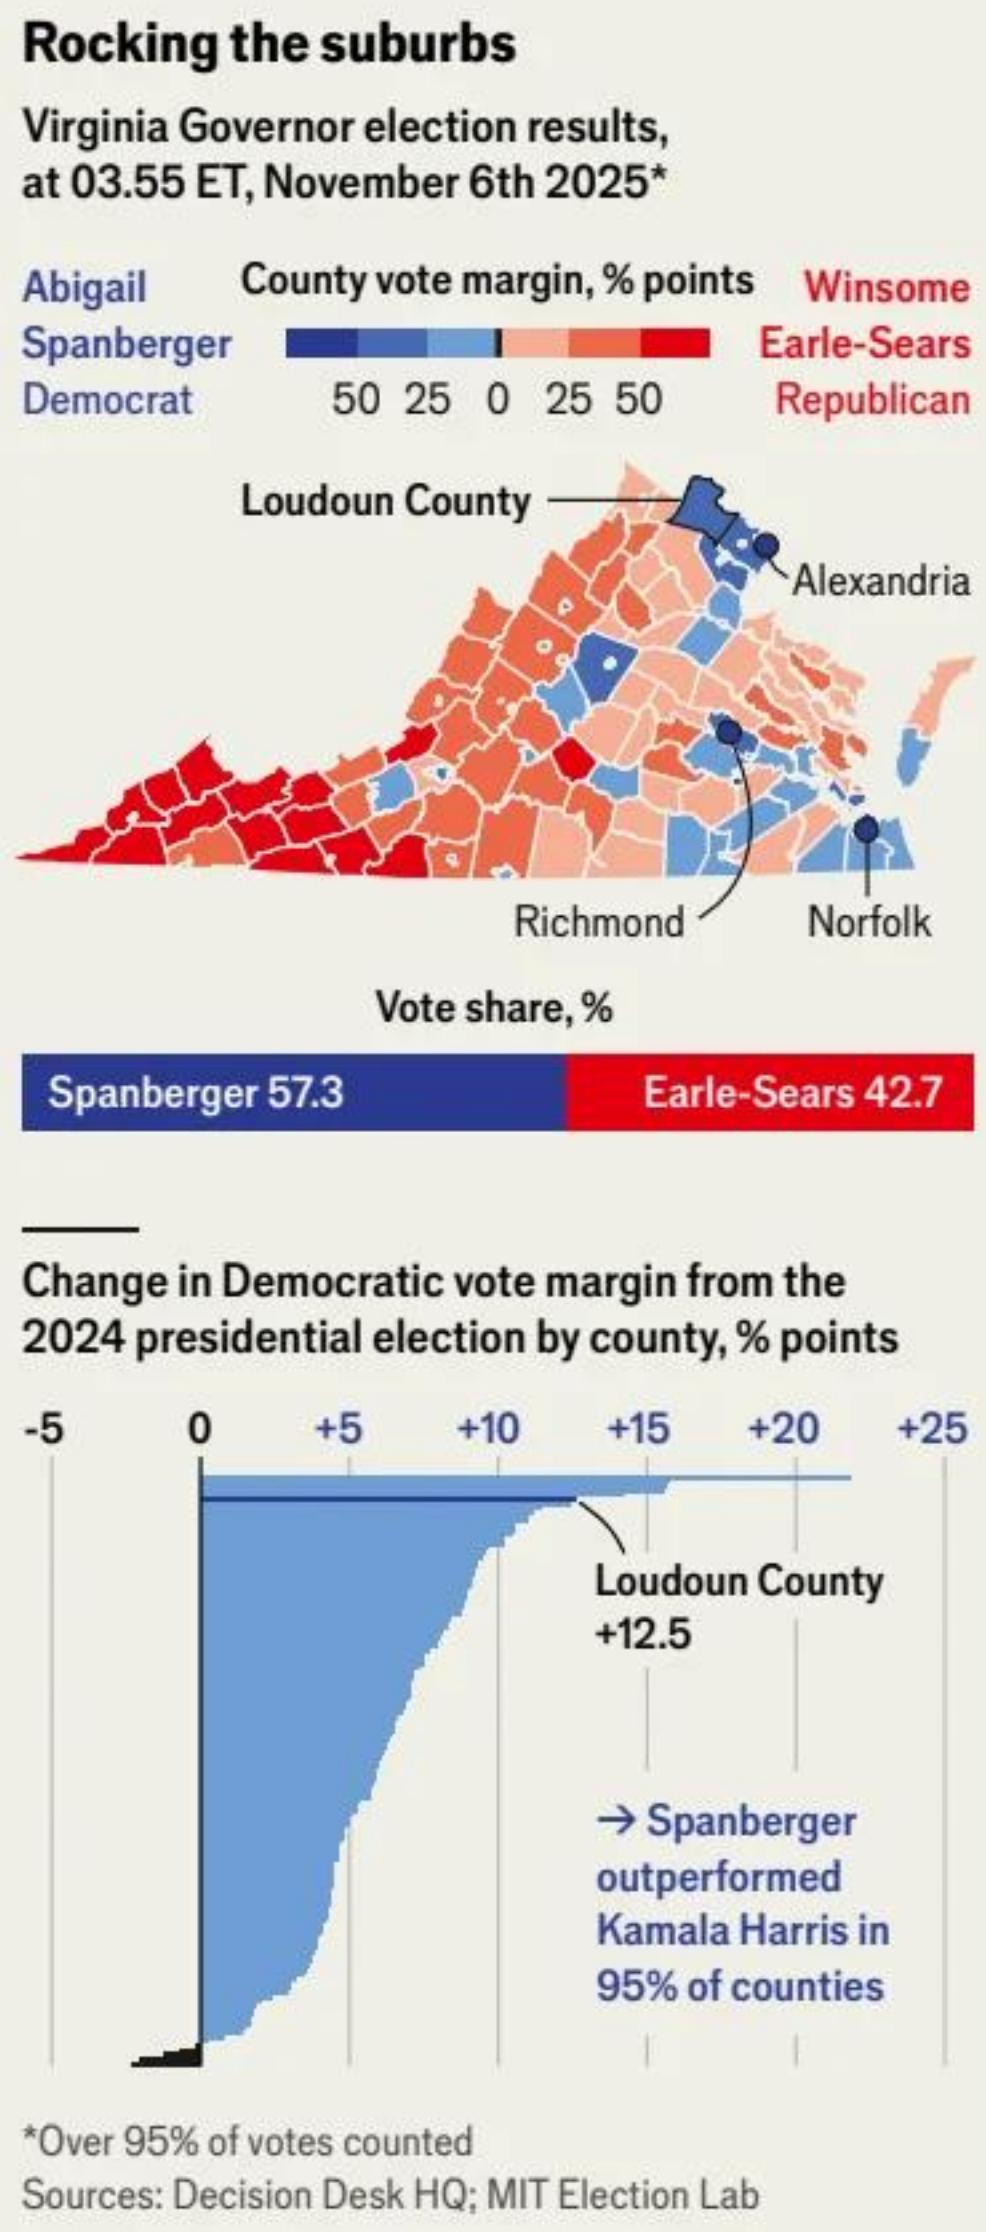 Rocking the suburbs
Virginia Governor election results,
at 03.55 ET, November 6th 2025*
Abigail
Spanberger
Democrat
County vote margin, % points
50 25 0 25 50
Winsome
Earle-Sears
Republican
Loudoun County
Alexandria
Richmond
Norfolk
Vote share, %
Spanberger 57.3
Earle-Sears 42.7
Change in Democratic vote margin from the
2024 presidential election by county, % points
-5 0 +5 +10 +15 +20 +25
Loudoun County
+12.5
→ Spanberger
outperformed
Kamala Harris in
95% of counties
*Over 95% of votes counted
Sources: Decision Desk HQ; MIT Election Lab